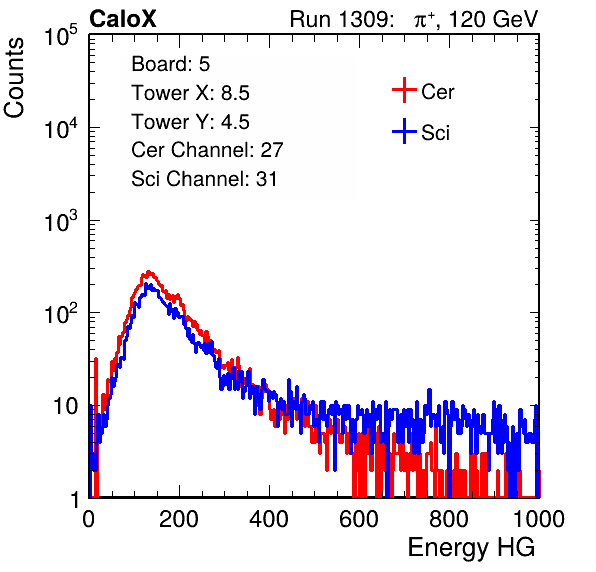 CaloX Run 1309: π⁺, 120 GeV
Board: 5
Tower X: 8.5
Tower Y: 4.5
Cer Channel: 27
Sci Channel: 31
Cer
Sci
Counts
10⁵
10⁴
10³
10²
10
1
0 200 400 600 800 1000
Energy HG